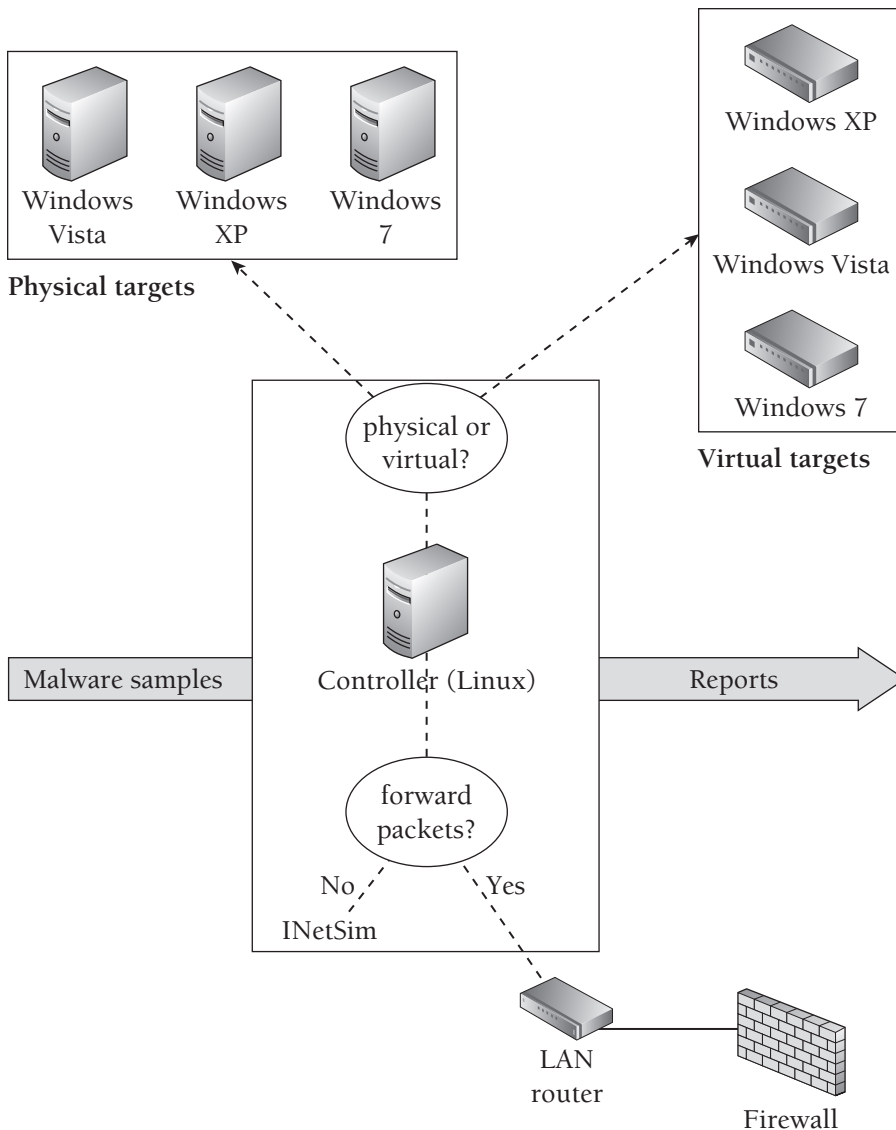 Windows
Vista
Windows
XP
Windows
7
Physical targets
Windows XP
Windows Vista
Windows 7
Virtual targets
physical or
virtual?
Malware samples
Controller (Linux)
Reports
forward
packets?
No
Yes
INetSim
LAN
router
Firewall